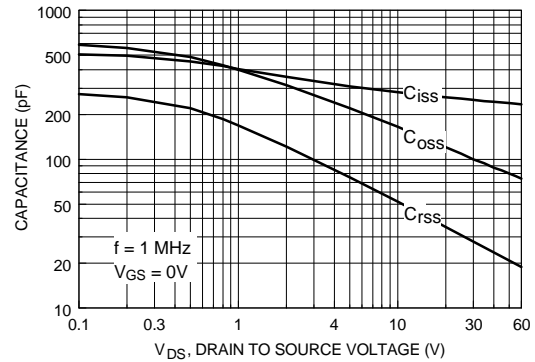 1000
500
200
100
50
20
10
CAPACITANCE (pF)
Ciss
Coss
Crss
f = 1 MHz
VGS = 0V
0.1
0.3
1
4
10
30
60
VDS, DRAIN TO SOURCE VOLTAGE (V)